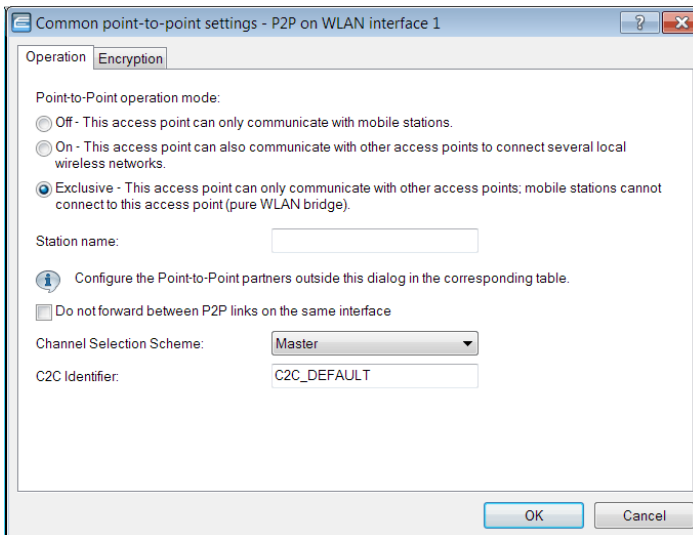 Common point-to-point settings - P2P on WLAN interface 1
Operation
Encryption
Point-to-Point operation mode:
Off - This access point can only communicate with mobile stations.
On - This access point can also communicate with other access points to connect several local
wireless networks.
Exclusive - This access point can only communicate with other access points; mobile stations cannot
connect to this access point (pure WLAN bridge).
Station name:
Configure the Point-to-Point partners outside this dialog in the corresponding table.
Do not forward between P2P links on the same interface
Channel Selection Scheme:
Master
C2C Identifier:
C2C_DEFAULT
OK
Cancel